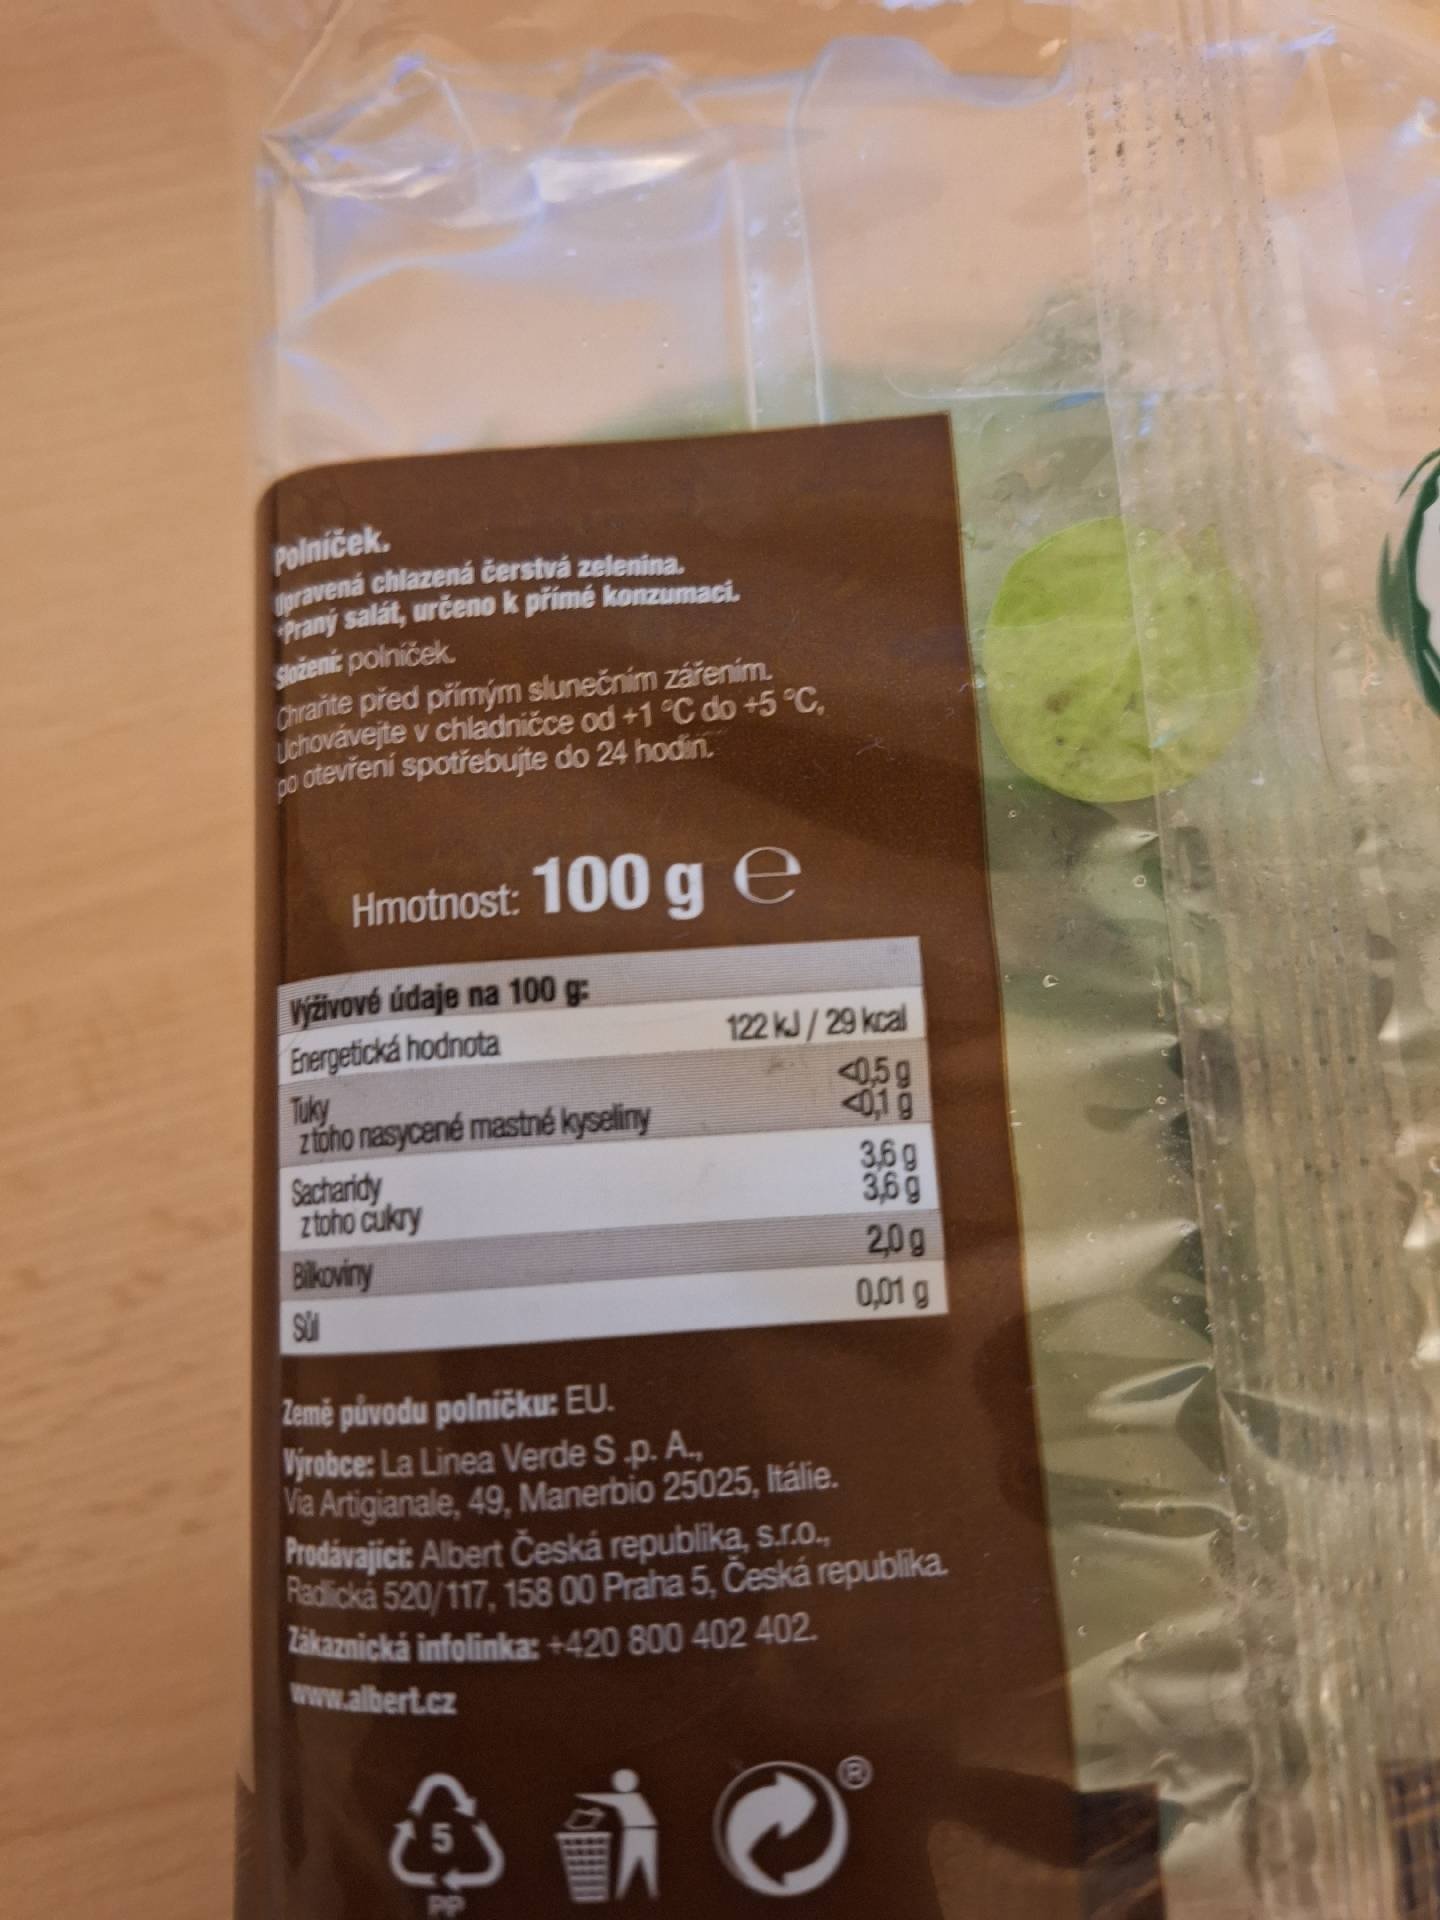 Polníček.
Upravená chlazená čerstvá zelenina.
*Praný salát, určeno k přímé konzumaci.
Složení: polníček.
Chraňte před přímým slunečním zářením.
Uchovávejte v chladničce od +1 °C do +5 °C,
po otevření spotřebujte do 24 hodin.
Hmotnost: 100 g ℮
Výživové údaje na 100 g:
Energetická hodnota 122 kJ / 29 kcal
Tuky <0,5 g
z toho nasycené mastné kyseliny <0,1 g
Sacharidy 3,6 g
z toho cukry 3,6 g
Bílkoviny 2,0 g
Sůl 0,01 g
Země původu polníčku: EU.
Výrobce: La Linea Verde S .p. A.,
Via Artigianale, 49, Manerbio 25025, Itálie.
Prodávající: Albert Česká republika, s.r.o.,
Radlická 520/117, 158 00 Praha 5, Česká republika.
Zákaznická infolinka: +420 800 402 402.
www.albert.cz
®
5
PP